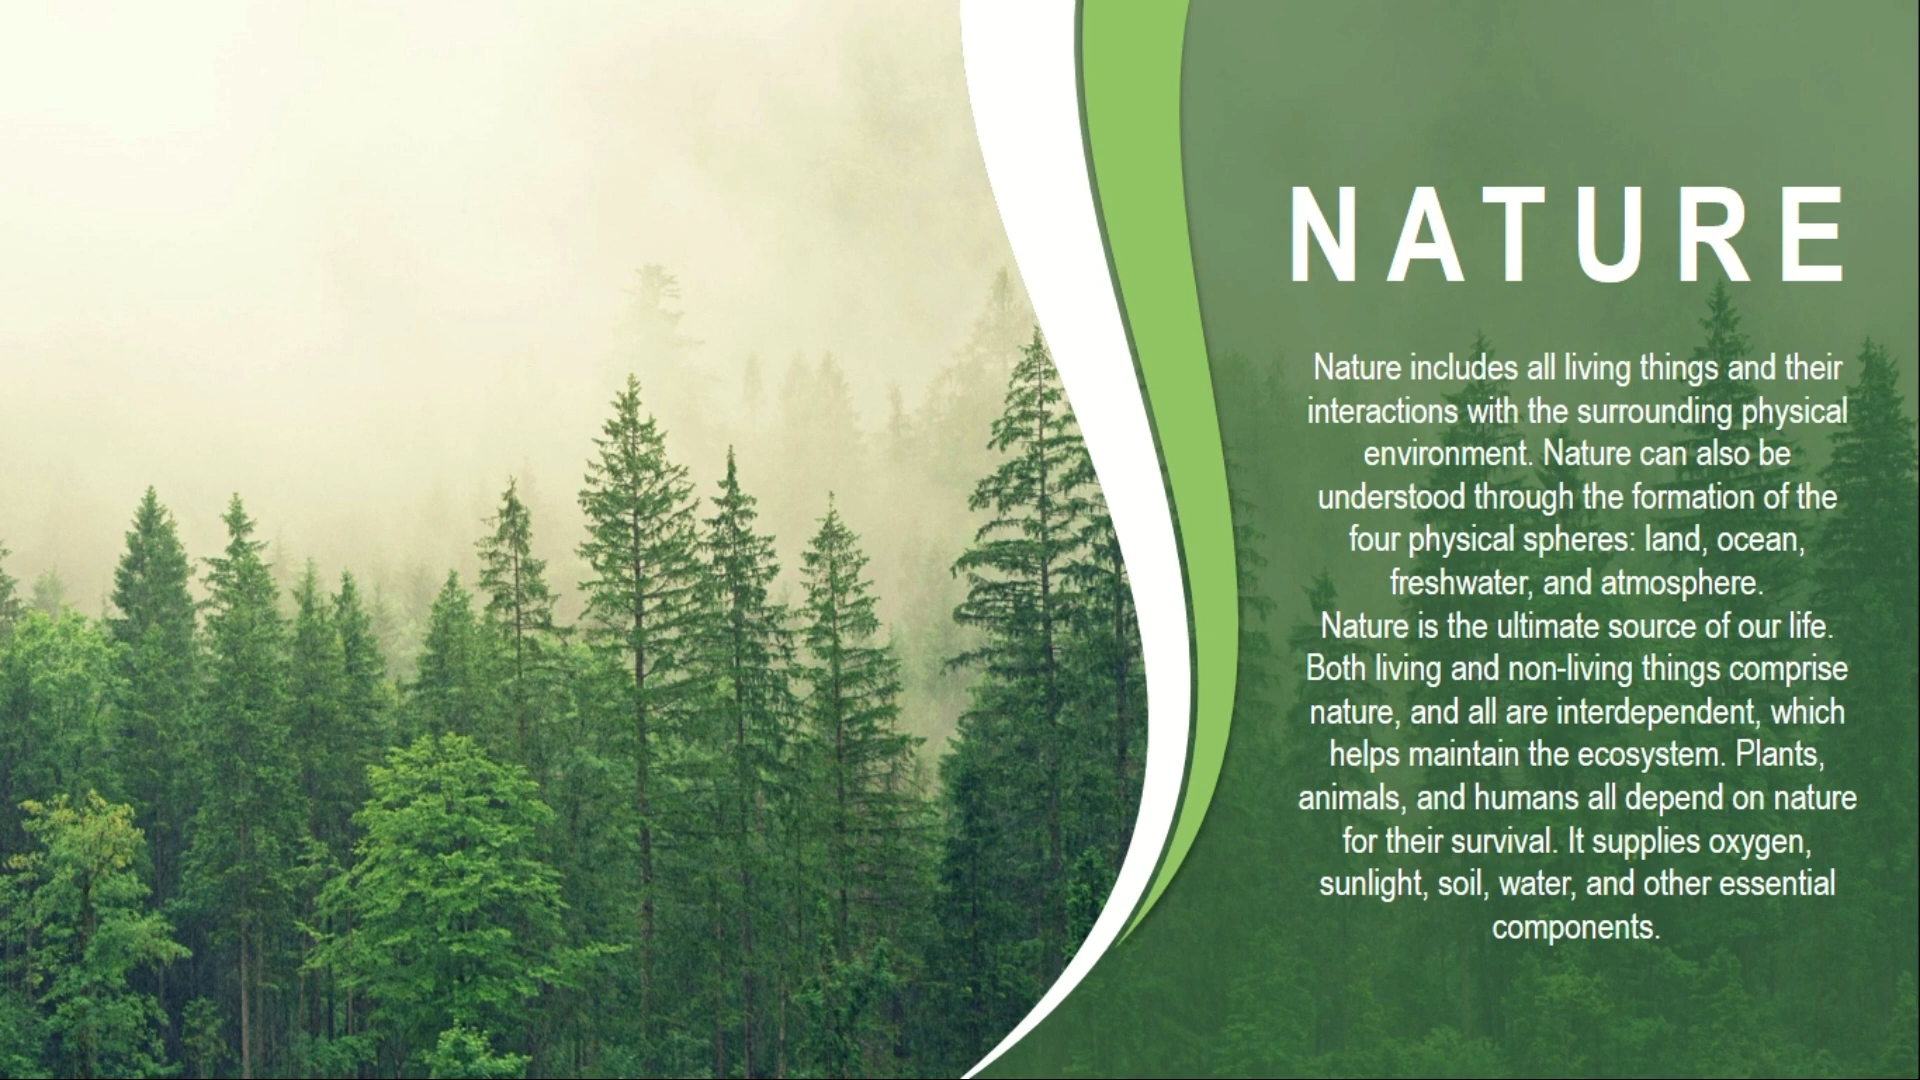 NATURE
Nature includes all living things and their
interactions with the surrounding physical
environment. Nature can also be
understood through the formation of the
four physical spheres: land, ocean,
freshwater, and atmosphere.
Nature is the ultimate source of our life.
Both living and non-living things comprise
nature, and all are interdependent, which
helps maintain the ecosystem. Plants,
animals, and humans all depend on nature
for their survival. It supplies oxygen,
sunlight, soil, water, and other essential
components.